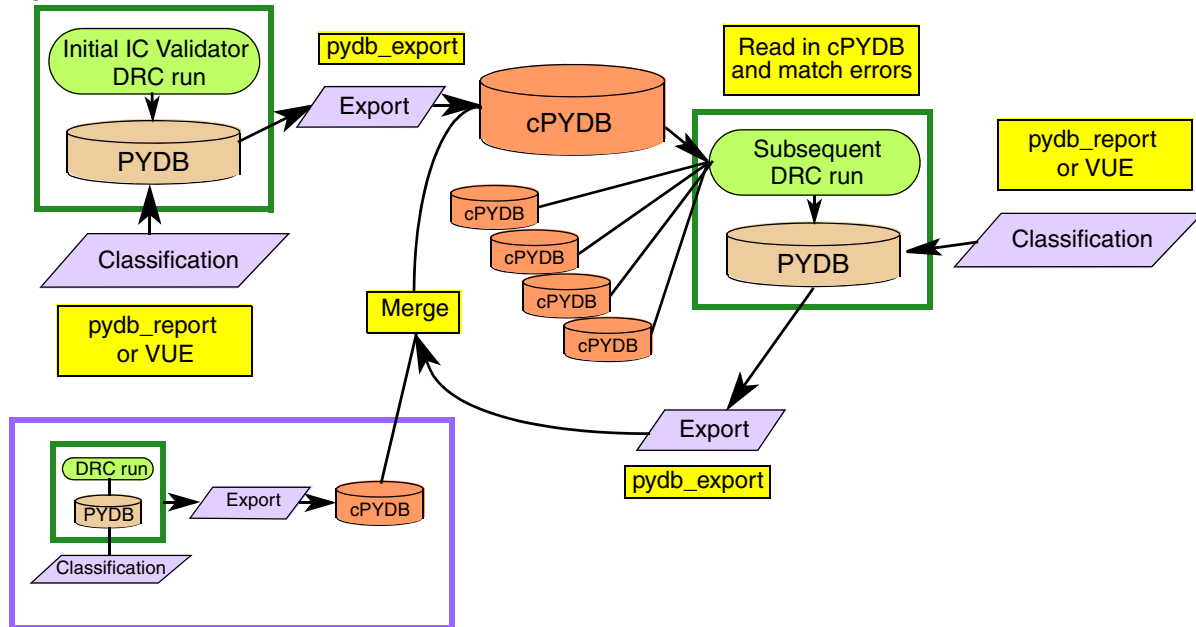 Initial IC Validator
DRC run
PYDB
Classification
pydb_report
or VUE
pydb_export
Export
cPYDB
Read in cPYDB
and match errors
Subsequent
DRC run
PYDB
pydb_report
or VUE
Classification
cPYDB
cPYDB
cPYDB
cPYDB
Merge
Export
pydb_export
DRC run
PYDB
Classification
Export
cPYDB